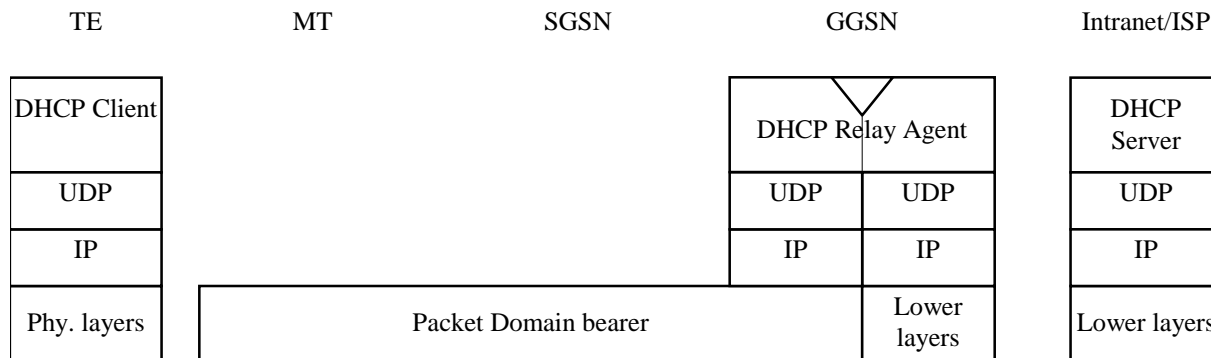 TE MT SGSN GGSN Intranet/ISP
DHCP Client
DHCP Relay Agent
DHCP
Server
UDP UDP UDP UDP
IP IP IP IP
Phy. layers
Packet Domain bearer
Lower
layers
Lower layers